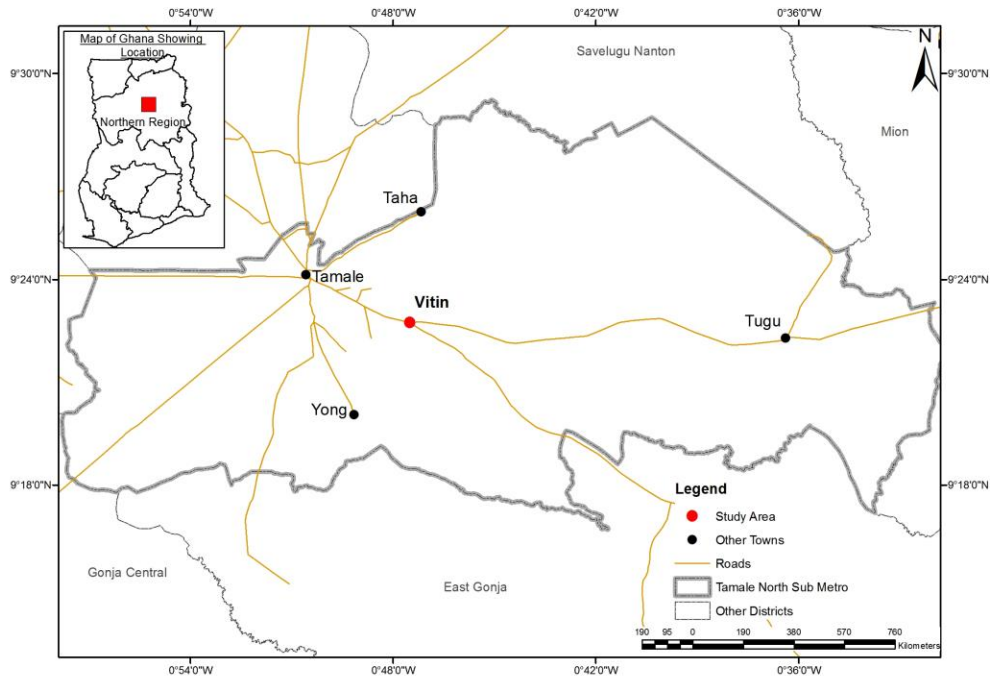 0°54'0"W 0°48'0"W 0°42'0"W 0°36'0"W
Map of Ghana Showing
Location
Northern Region
Savelugu Nanton
N
9°30'0"N 9°30'0"N
Mion
Taha
9°24'0"N 9°24'0"N
Tamale
Vitin
Tugu
Yong
9°18'0"N 9°18'0"N
Legend
Study Area
Other Towns
Roads
Tamale North Sub Metro
Other Districts
Gonja Central
East Gonja
190 95 0 190 380 570 760
Kilometers
0°54'0"W 0°48'0"W 0°42'0"W 0°36'0"W